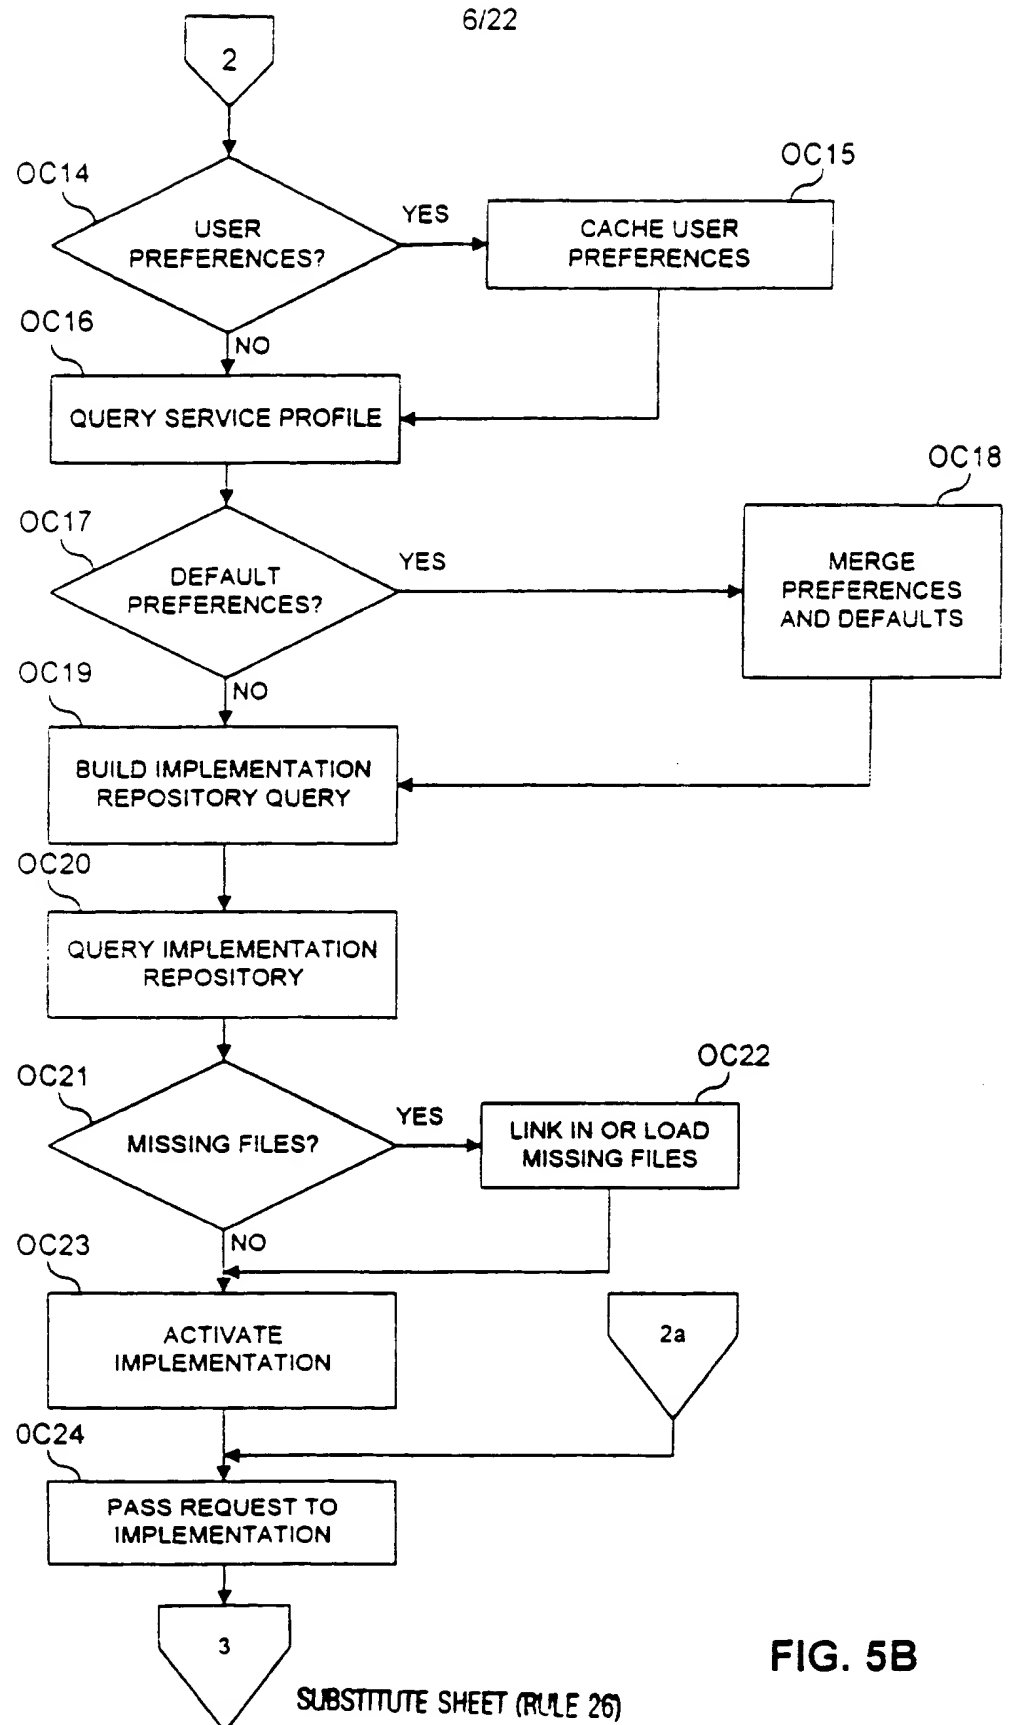 6/22
2
OC14
USER
PREFERENCES?
YES
OC15
CACHE USER
PREFERENCES
NO
OC16
QUERY SERVICE PROFILE
OC17
DEFAULT
PREFERENCES?
YES
OC18
MERGE
PREFERENCES
AND DEFAULTS
NO
OC19
BUILD IMPLEMENTATION
REPOSITORY QUERY
OC20
QUERY IMPLEMENTATION
REPOSITORY
OC21
MISSING FILES?
YES
OC22
LINK IN OR LOAD
MISSING FILES
NO
OC23
ACTIVATE
IMPLEMENTATION
2a
0C24
PASS REQUEST TO
IMPLEMENTATION
3
FIG. 5B
SUBSTITUTE SHEET (RULE 26)